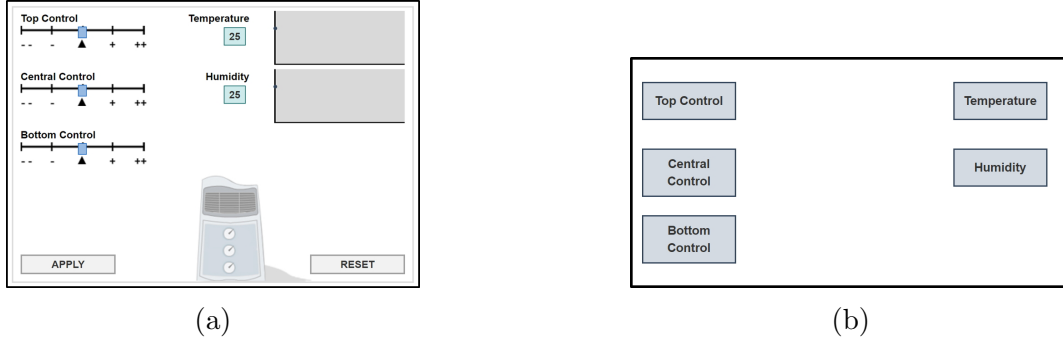 Top Control
-- - ▲ + ++
Temperature
25
Central Control
-- - ▲ + ++
Humidity
25
Bottom Control
-- - ▲ + ++
APPLY
RESET
(a)
Top Control
Temperature
Central
Control
Humidity
Bottom
Control
(b)